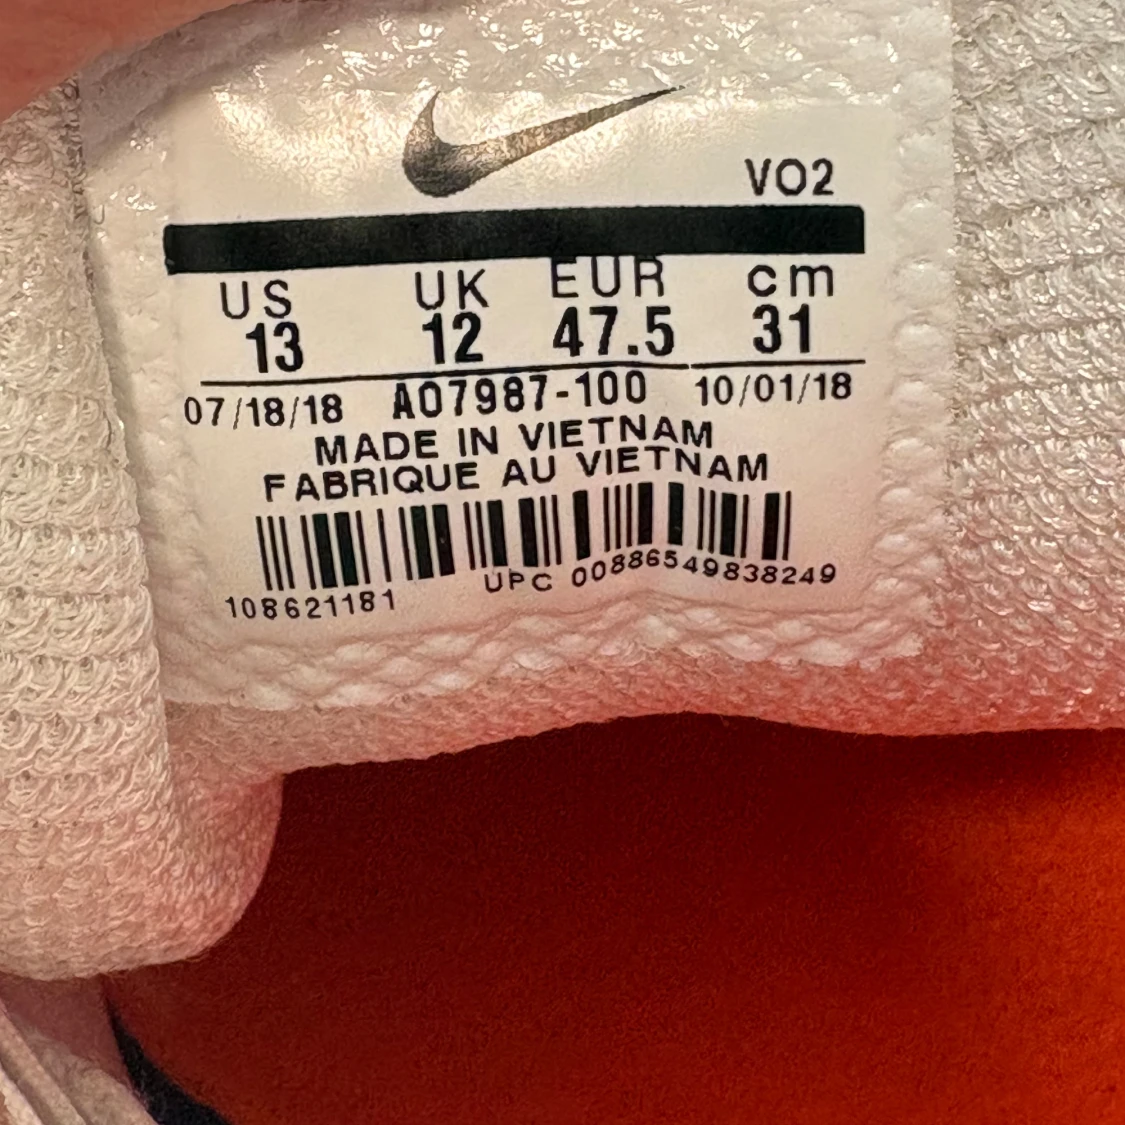 VO2
US UK EUR cm
13 12 47.5 31
07/18/18 AO7987-100 10/01/18
MADE IN VIETNAM
FABRIQUE AU VIETNAM
108621181 UPC 00886549838249